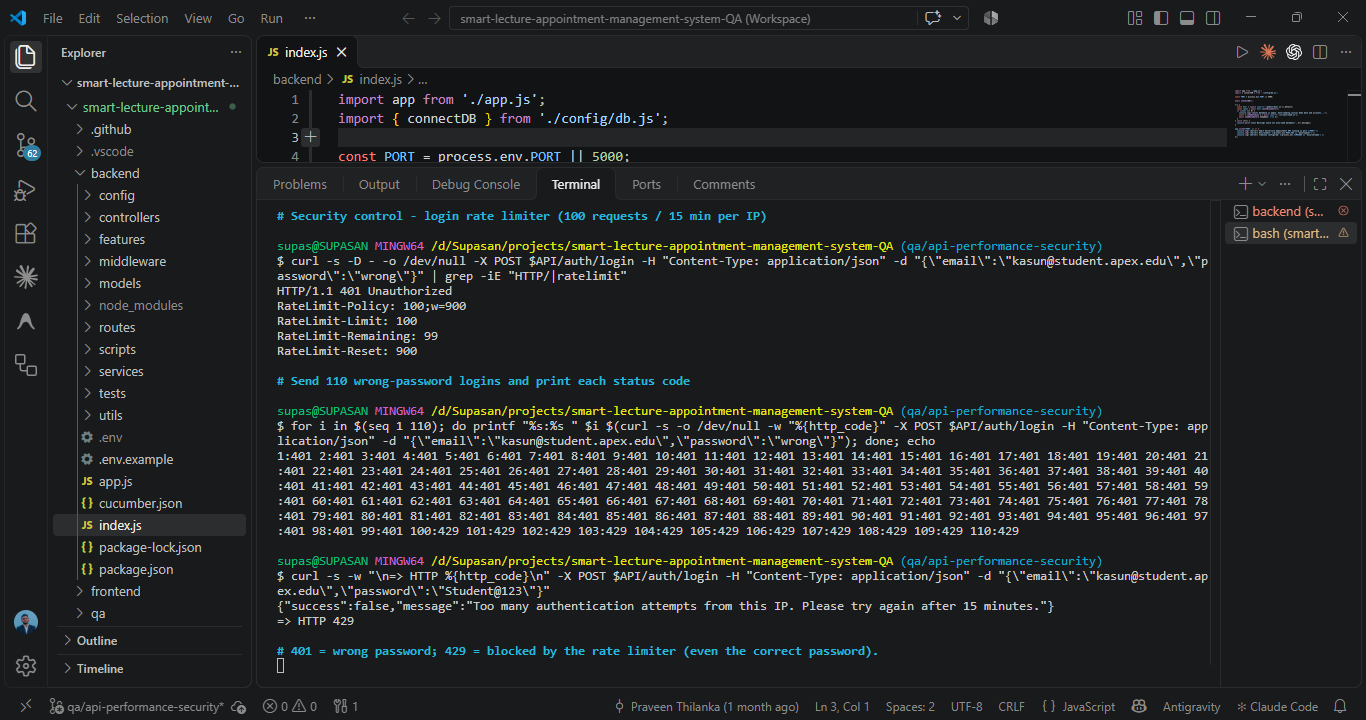 File Edit Selection View Go Run ···
smart-lecture-appointment-management-system-QA (Workspace)
Explorer ···
smart-lecture-appointment-...
smart-lecture-appoint...
.github
.vscode
backend
config
controllers
features
middleware
models
node_modules
routes
scripts
services
tests
utils
.env
.env.example
JS app.js
{} cucumber.json
JS index.js
{} package-lock.json
{} package.json
frontend
qa
Outline
Timeline
62
JS index.js
backend > JS index.js > ...
1 import app from './app.js';
2 import { connectDB } from './config/db.js';
3
4 const PORT = process.env.PORT || 5000;
Problems Output Debug Console Terminal Ports Comments
backend (s...
bash (smart...
# Security control - login rate limiter (100 requests / 15 min per IP)
supas@SUPASAN MINGW64 /d/Supasan/projects/smart-lecture-appointment-management-system-QA (qa/api-performance-security)
$ curl -s -D - -o /dev/null -X POST $API/auth/login -H "Content-Type: application/json" -d "{\"email\":\"kasun@student.apex.edu\",\"p
assword\":\"wrong\"}" | grep -iE "HTTP/|ratelimit"
HTTP/1.1 401 Unauthorized
RateLimit-Policy: 100;w=900
RateLimit-Limit: 100
RateLimit-Remaining: 99
RateLimit-Reset: 900
# Send 110 wrong-password logins and print each status code
supas@SUPASAN MINGW64 /d/Supasan/projects/smart-lecture-appointment-management-system-QA (qa/api-performance-security)
$ for i in $(seq 1 110); do printf "%s:%s " $i $(curl -s -o /dev/null -w "%{http_code}" -X POST $API/auth/login -H "Content-Type: app
lication/json" -d "{\"email\":\"kasun@student.apex.edu\",\"password\":\"wrong\"}"); done; echo
1:401 2:401 3:401 4:401 5:401 6:401 7:401 8:401 9:401 10:401 11:401 12:401 13:401 14:401 15:401 16:401 17:401 18:401 19:401 20:401 21
:401 22:401 23:401 24:401 25:401 26:401 27:401 28:401 29:401 30:401 31:401 32:401 33:401 34:401 35:401 36:401 37:401 38:401 39:401 40
:401 41:401 42:401 43:401 44:401 45:401 46:401 47:401 48:401 49:401 50:401 51:401 52:401 53:401 54:401 55:401 56:401 57:401 58:401 59
:401 60:401 61:401 62:401 63:401 64:401 65:401 66:401 67:401 68:401 69:401 70:401 71:401 72:401 73:401 74:401 75:401 76:401 77:401 78
:401 79:401 80:401 81:401 82:401 83:401 84:401 85:401 86:401 87:401 88:401 89:401 90:401 91:401 92:401 93:401 94:401 95:401 96:401 97
:401 98:401 99:401 100:429 101:429 102:429 103:429 104:429 105:429 106:429 107:429 108:429 109:429 110:429
supas@SUPASAN MINGW64 /d/Supasan/projects/smart-lecture-appointment-management-system-QA (qa/api-performance-security)
$ curl -s -w "\n=> HTTP %{http_code}\n" -X POST $API/auth/login -H "Content-Type: application/json" -d "{\"email\":\"kasun@student.ap
ex.edu\",\"password\":\"Student@123\"}"
{"success":false,"message":"Too many authentication attempts from this IP. Please try again after 15 minutes."}
=> HTTP 429
# 401 = wrong password; 429 = blocked by the rate limiter (even the correct password).
qa/api-performance-security* 0 0 1 Praveen Thilanka (1 month ago) Ln 3, Col 1 Spaces: 2 UTF-8 CRLF {} JavaScript Antigravity Claude Code